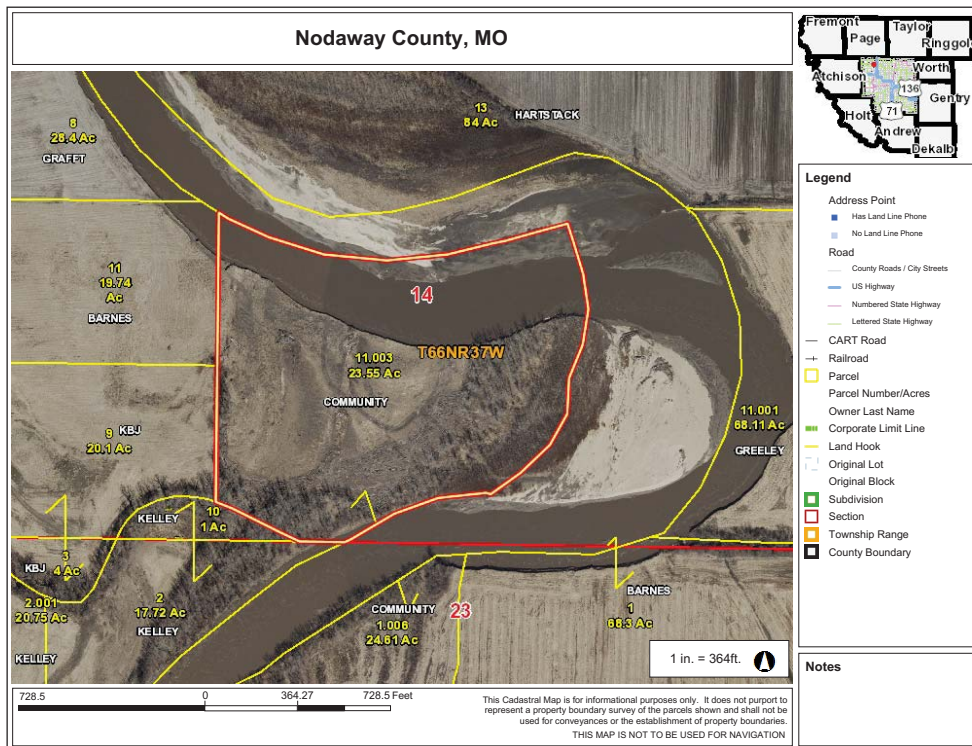 Nodaway County, MO
Fremont
Page
Taylor
Ringgol
Atchison
Worth
136
Gentry
Holt
71
Andrew
Dekalb
8
28.4 Ac
GRAFFT
13
84 Ac
HARTSTACK
11
19.74
Ac
BARNES
14
T66NR37W
11.003
23.55 Ac
COMMUNITY
11.001
68.11 Ac
GREELEY
9
KBJ
20.1 Ac
KELLEY
10
1 Ac
3
KBJ
4 Ac
2.001
20.75 Ac
2
17.72 Ac
KELLEY
KELLEY
COMMUNITY
1.006
24.61 Ac
23
BARNES
1
68.3 Ac
1 in. = 364ft.
Legend
Address Point
Has Land Line Phone
No Land Line Phone
Road
County Roads / City Streets
US Highway
Numbered State Highway
Lettered State Highway
CART Road
Railroad
Parcel
Parcel Number/Acres
Owner Last Name
Corporate Limit Line
Land Hook
Original Lot
Original Block
Subdivision
Section
Township Range
County Boundary
Notes
728.5 0 364.27 728.5 Feet
This Cadastral Map is for informational purposes only. It does not purport to
represent a property boundary survey of the parcels shown and shall not be
used for conveyances or the establishment of property boundaries.
THIS MAP IS NOT TO BE USED FOR NAVIGATION